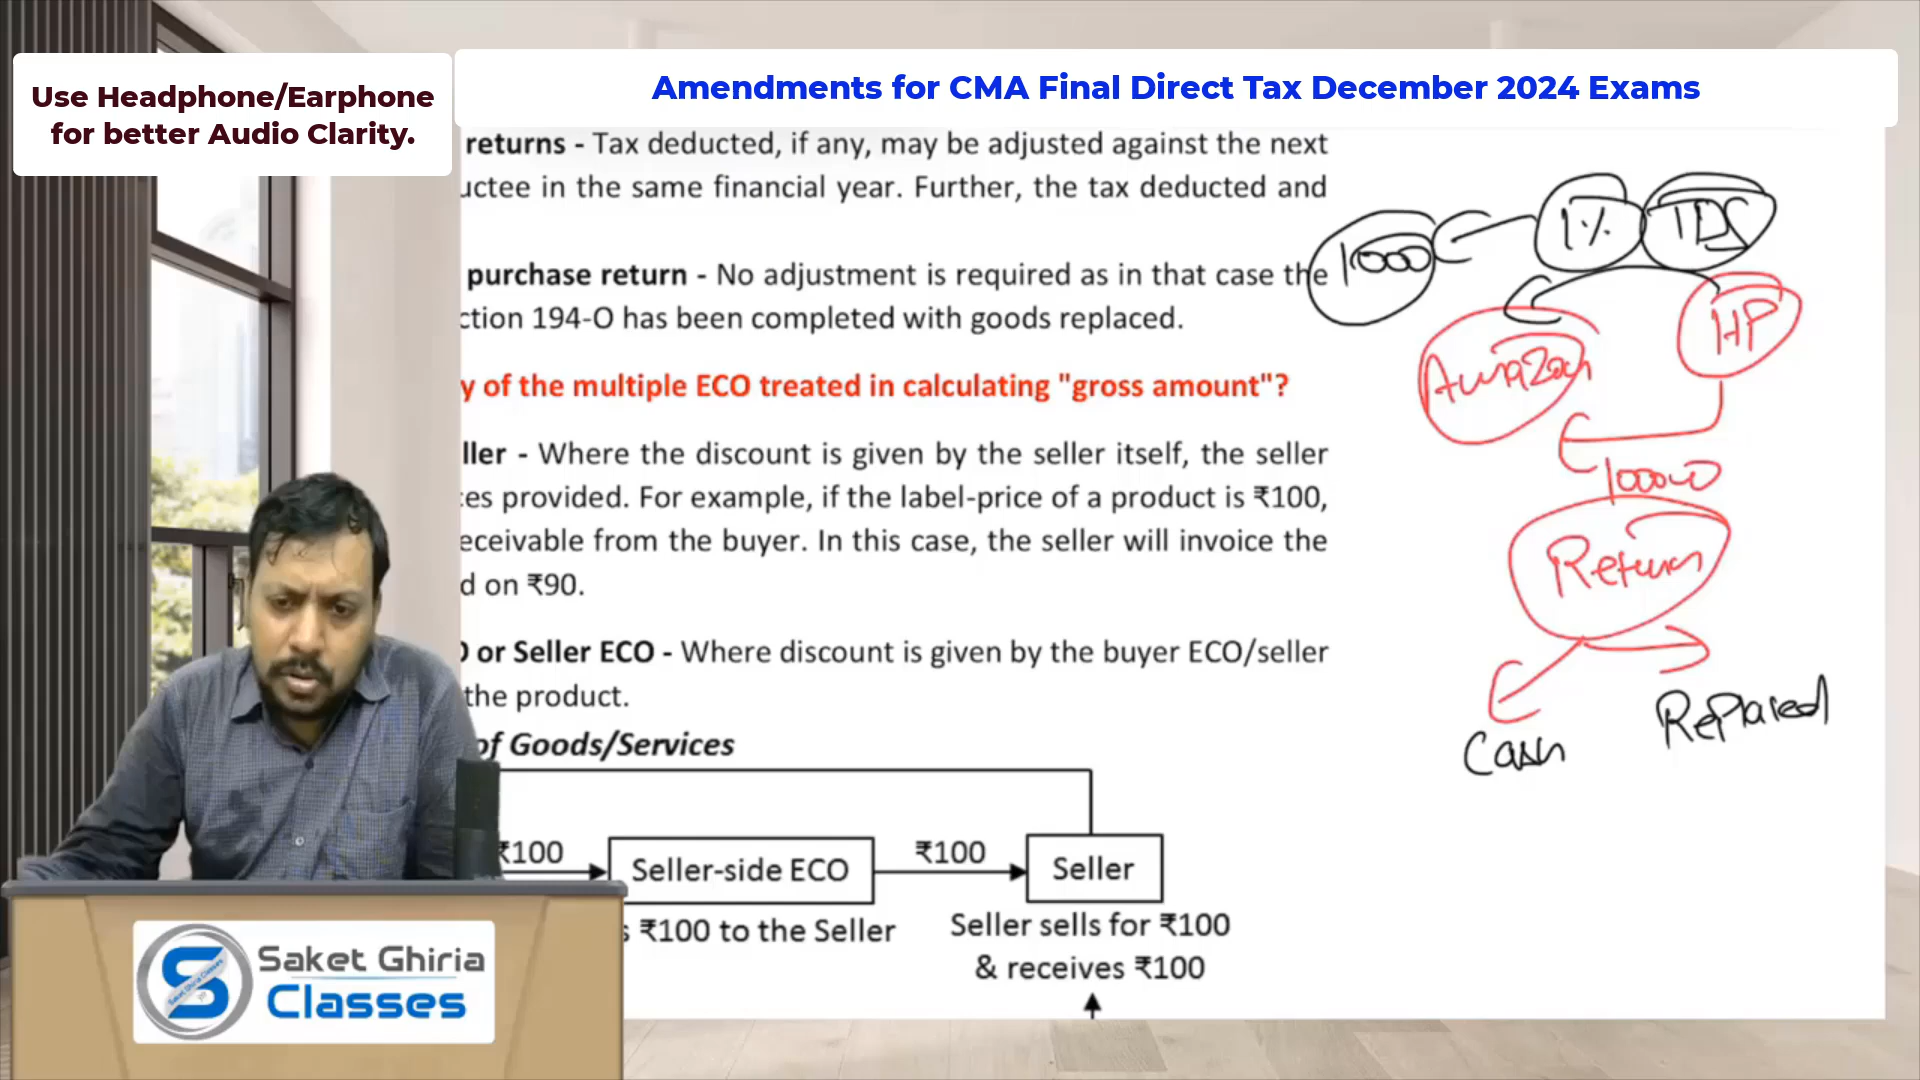 Use Headphone/Earphone
for better Audio Clarity.
Amendments for CMA Final Direct Tax December 2024 Exams
returns - Tax deducted, if any, may be adjusted against the next
uctee in the same financial year. Further, the tax deducted and
purchase return - No adjustment is required as in that case the
ction 194-O has been completed with goods replaced.
y of the multiple ECO treated in calculating "gross amount"?
ller - Where the discount is given by the seller itself, the seller
es provided. For example, if the label-price of a product is ₹100,
eceivable from the buyer. In this case, the seller will invoice the
d on ₹90.
O or Seller ECO - Where discount is given by the buyer ECO/seller
the product.
of Goods/Services
₹100
Seller-side ECO
₹100
Seller
s ₹100 to the Seller
Seller sells for ₹100
& receives ₹100
1000
1%
TDS
Amazon
HP
100000
Return
Cash
Replaced
Saket Ghiria
Classes